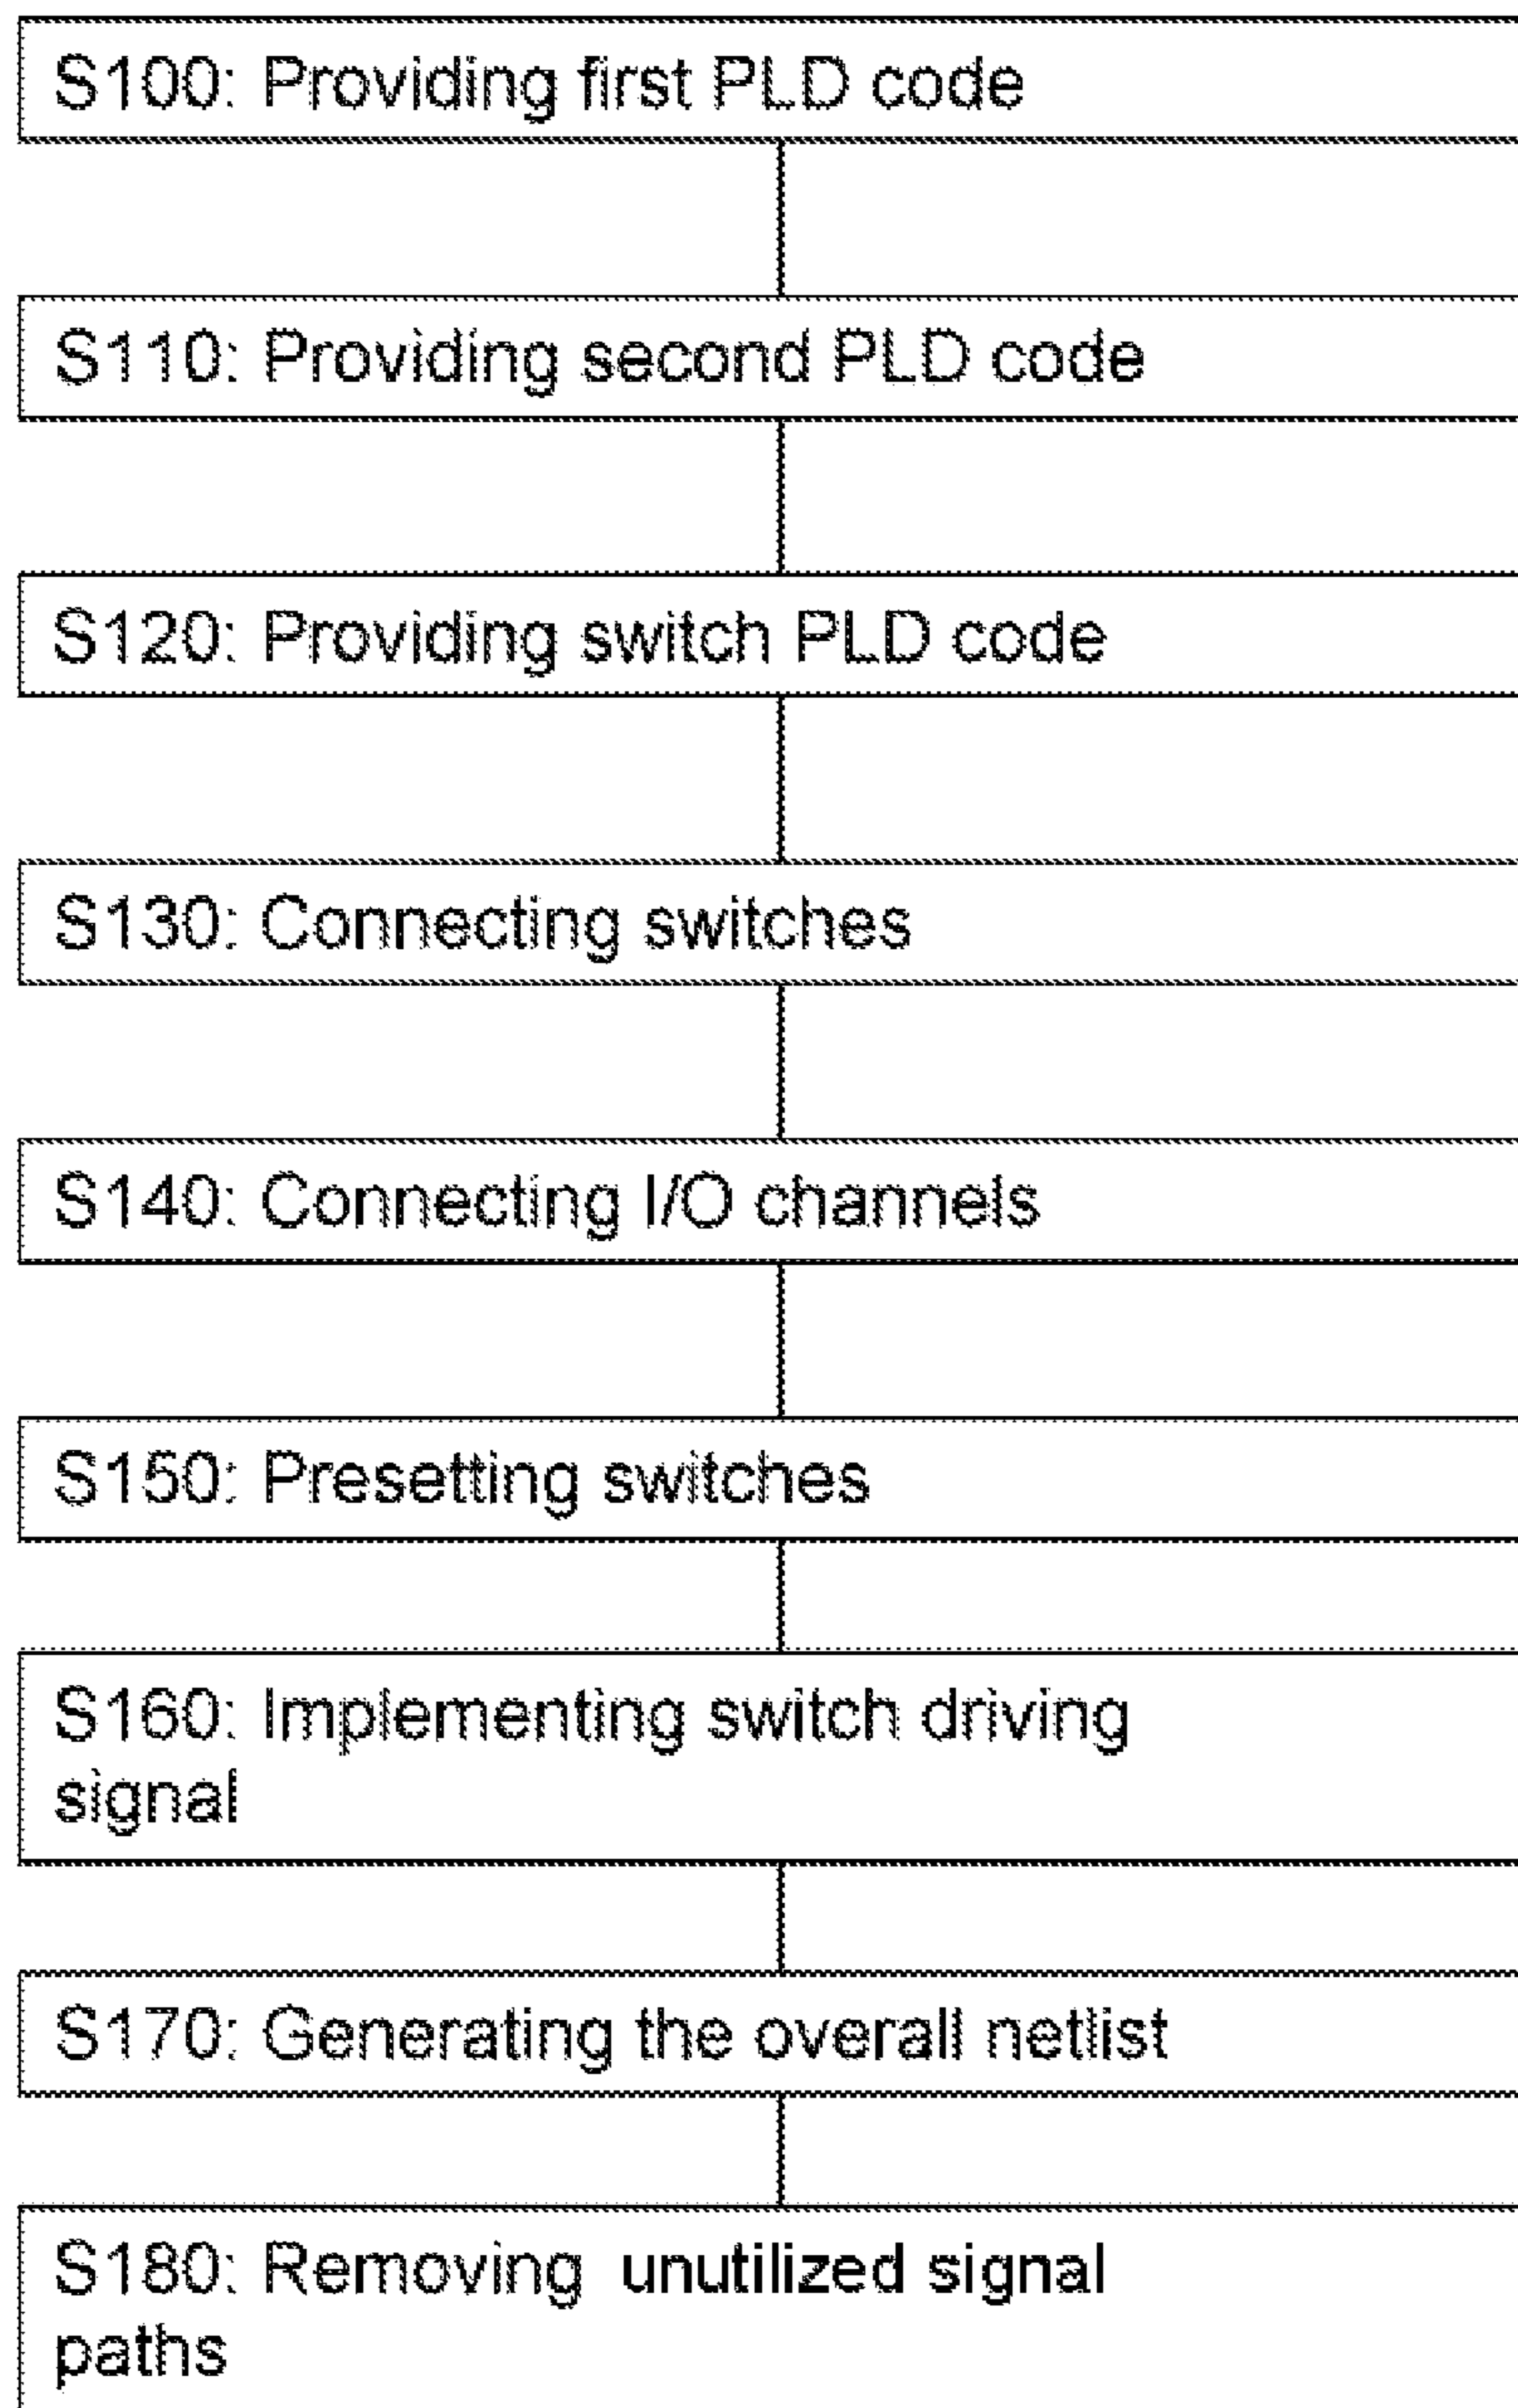 S100: Providing first PLD code
S110: Providing second PLD code
S120: Providing switch PLD code
S130: Connecting switches
S140: Connecting I/O channels
S150: Presetting switches
S160: Implementing switch driving
signal
S170: Generating the overall netlist
S180: Removing unutilized signal
paths